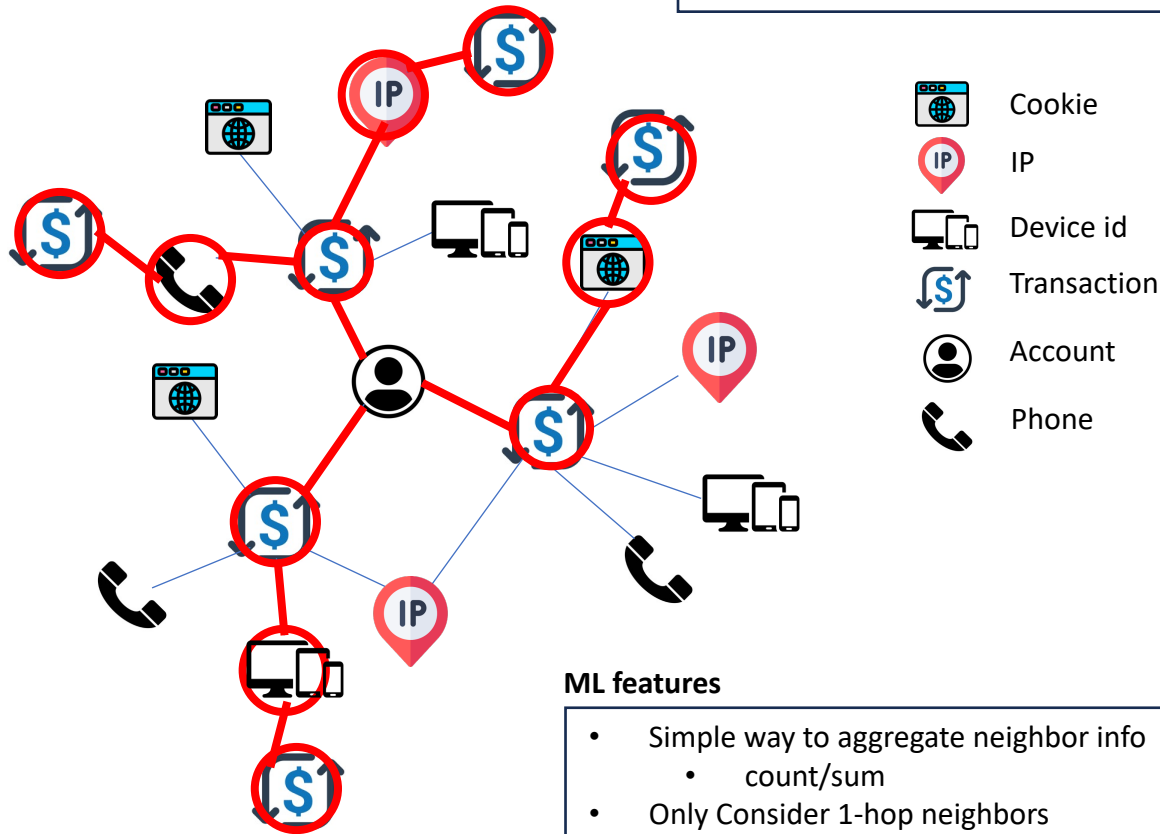 $
IP
$
$
$
IP
$
$
IP
$
Cookie
IP
IP
Device id
$
Transaction
Account
Phone
ML features
• Simple way to aggregate neighbor info
• count/sum
• Only Consider 1-hop neighbors